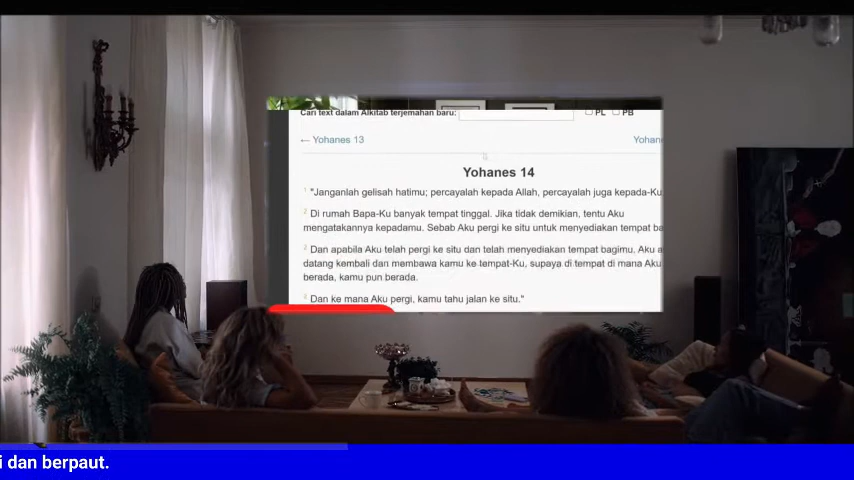 Cari text dalam Alkitab terjemahan baru: PL PB
← Yohanes 13 Yohan
Yohanes 14
1 "Janganlah gelisah hatimu; percayalah kepada Allah, percayalah juga kepada-Ku
2 Di rumah Bapa-Ku banyak tempat tinggal. Jika tidak demikian, tentu Aku
mengatakannya kepadamu. Sebab Aku pergi ke situ untuk menyediakan tempat ba
Dan apabila Aku telah pergi ke situ dan telah menyediakan tempat bagimu, Aku a
datang kembali dan membawa kamu ke tempat-Ku, supaya di tempat di mana Aku
berada, kamu pun berada.
Dan ke mana Aku pergi, kamu tahu jalan ke situ."
i dan berpaut.